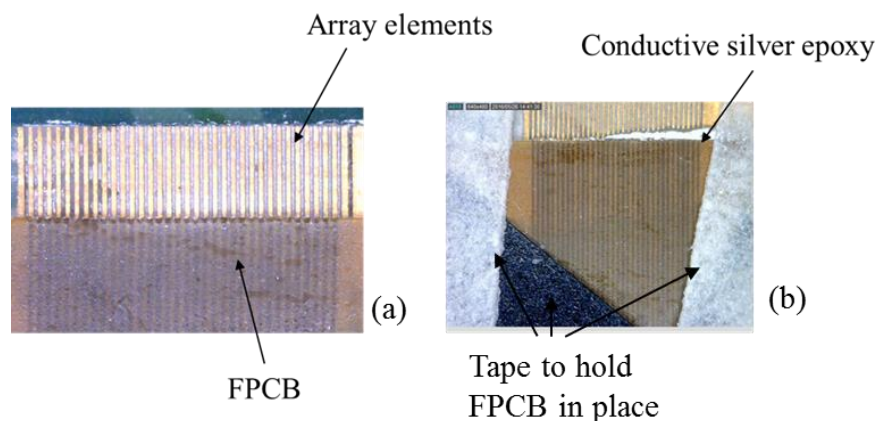 Array elements
Conductive silver epoxy
(a)
(b)
FPCB
Tape to hold
FPCB in place